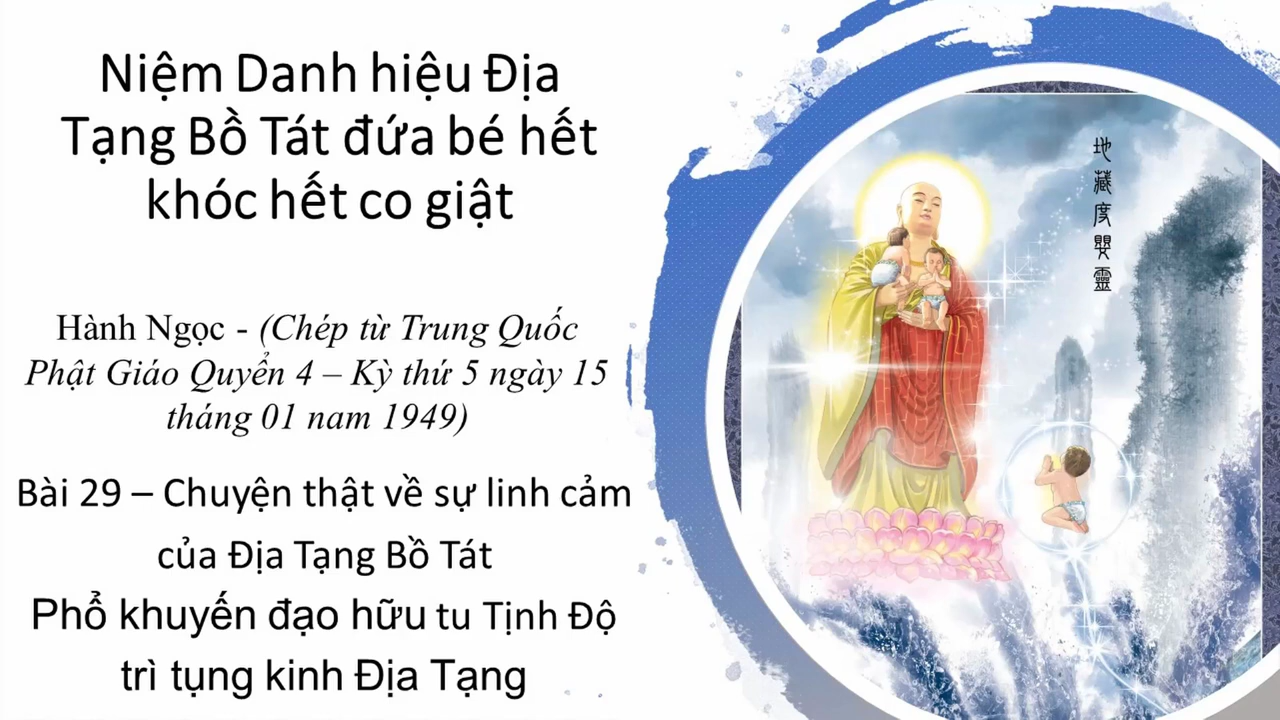 Niệm Danh hiệu Địa
Tạng Bồ Tát đứa bé hết
khóc hết co giật
Hành Ngọc - (Chép từ Trung Quốc
Phật Giáo Quyển 4 – Kỳ thứ 5 ngày 15
tháng 01 nam 1949)
Bài 29 – Chuyện thật về sự linh cảm
của Địa Tạng Bồ Tát
Phổ khuyến đạo hữu tu Tịnh Độ
trì tụng kinh Địa Tạng
地藏度嬰靈